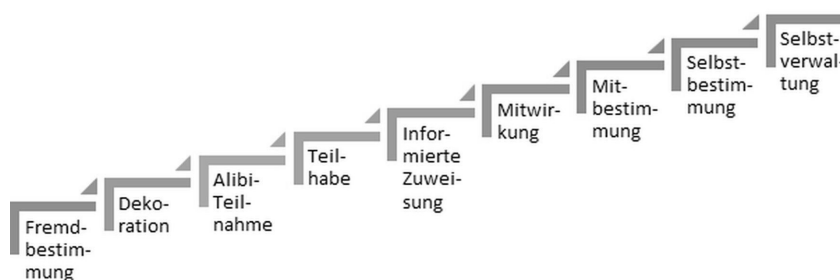 Fremd-
bestim-
mung
Deko-
ration
Alibi-
Teil-
nahme
Teil-
habe
Infor-
mierte
Zuwei-
sung
Mitwir-
kung
Mit-
bestim-
mung
Selbst-
bestim-
mung
Selbst-
verwal-
tung